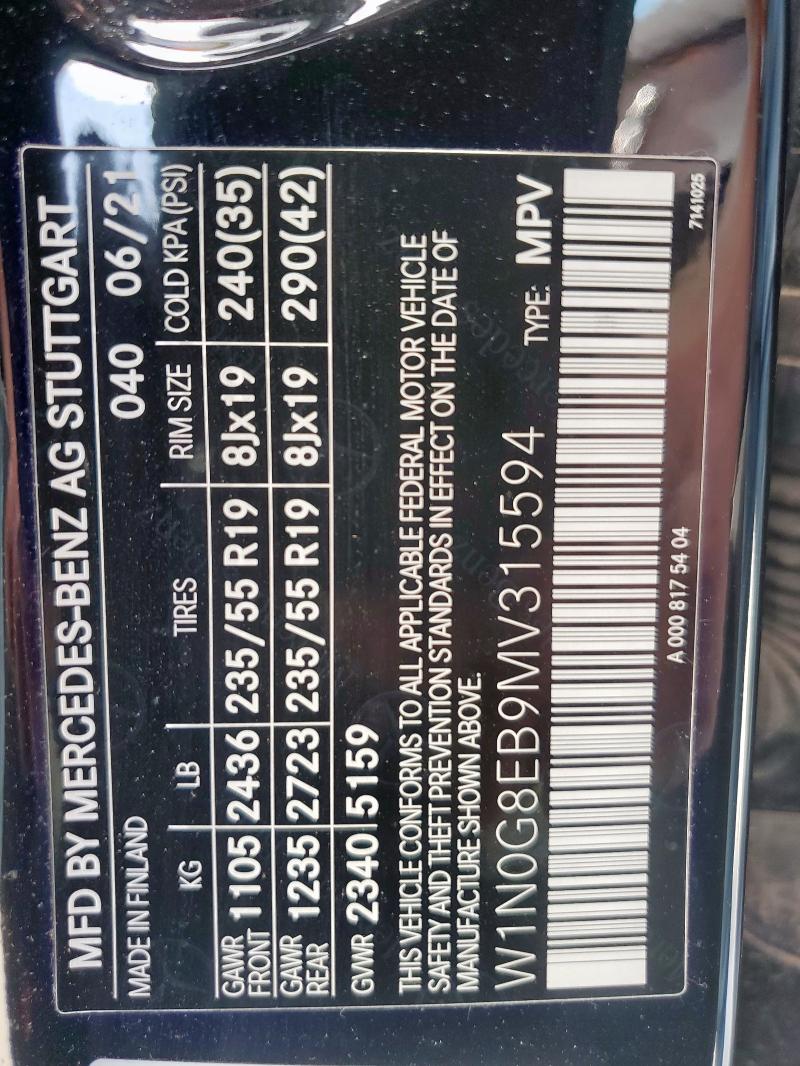 MFD BY MERCEDES-BENZ AG STUTTGART
MADE IN FINLAND 040 06/21
KG LB TIRES RIM SIZE COLD KPA (PSI)
GAWR FRONT 1105 2436 235/55 R19 8Jx19 240(35)
GAWR REAR 1235 2723 235/55 R19 8Jx19 290(42)
GVWR 2340 5159
THIS VEHICLE CONFORMS TO ALL APPLICABLE FEDERAL MOTOR VEHICLE
SAFETY AND THEFT PREVENTION STANDARDS IN EFFECT ON THE DATE OF
MANUFACTURE SHOWN ABOVE.
W1N0G8EB9MV315594 TYPE: MPV
A 000 817 54 04
7141025